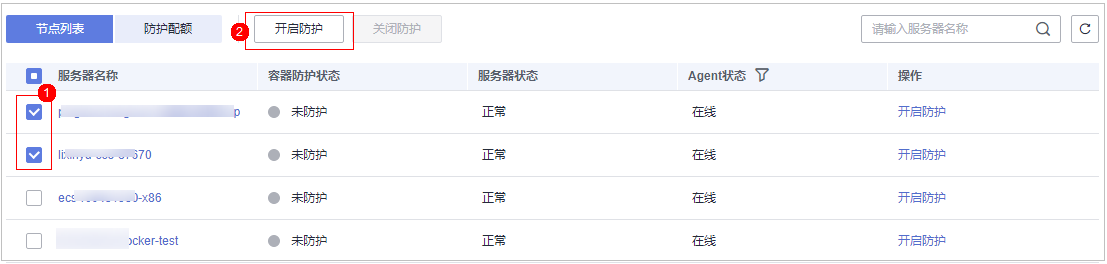 节点列表 防护配额 2 开启防护 关闭防护 请输入服务器名称
服务器名称 容器防护状态 服务器状态 Agent状态 操作
1
未防护 正常 在线 开启防护
670 未防护 正常 在线 开启防护
ecs 0-x86 未防护 正常 在线 开启防护
ocker-test 未防护 正常 在线 开启防护